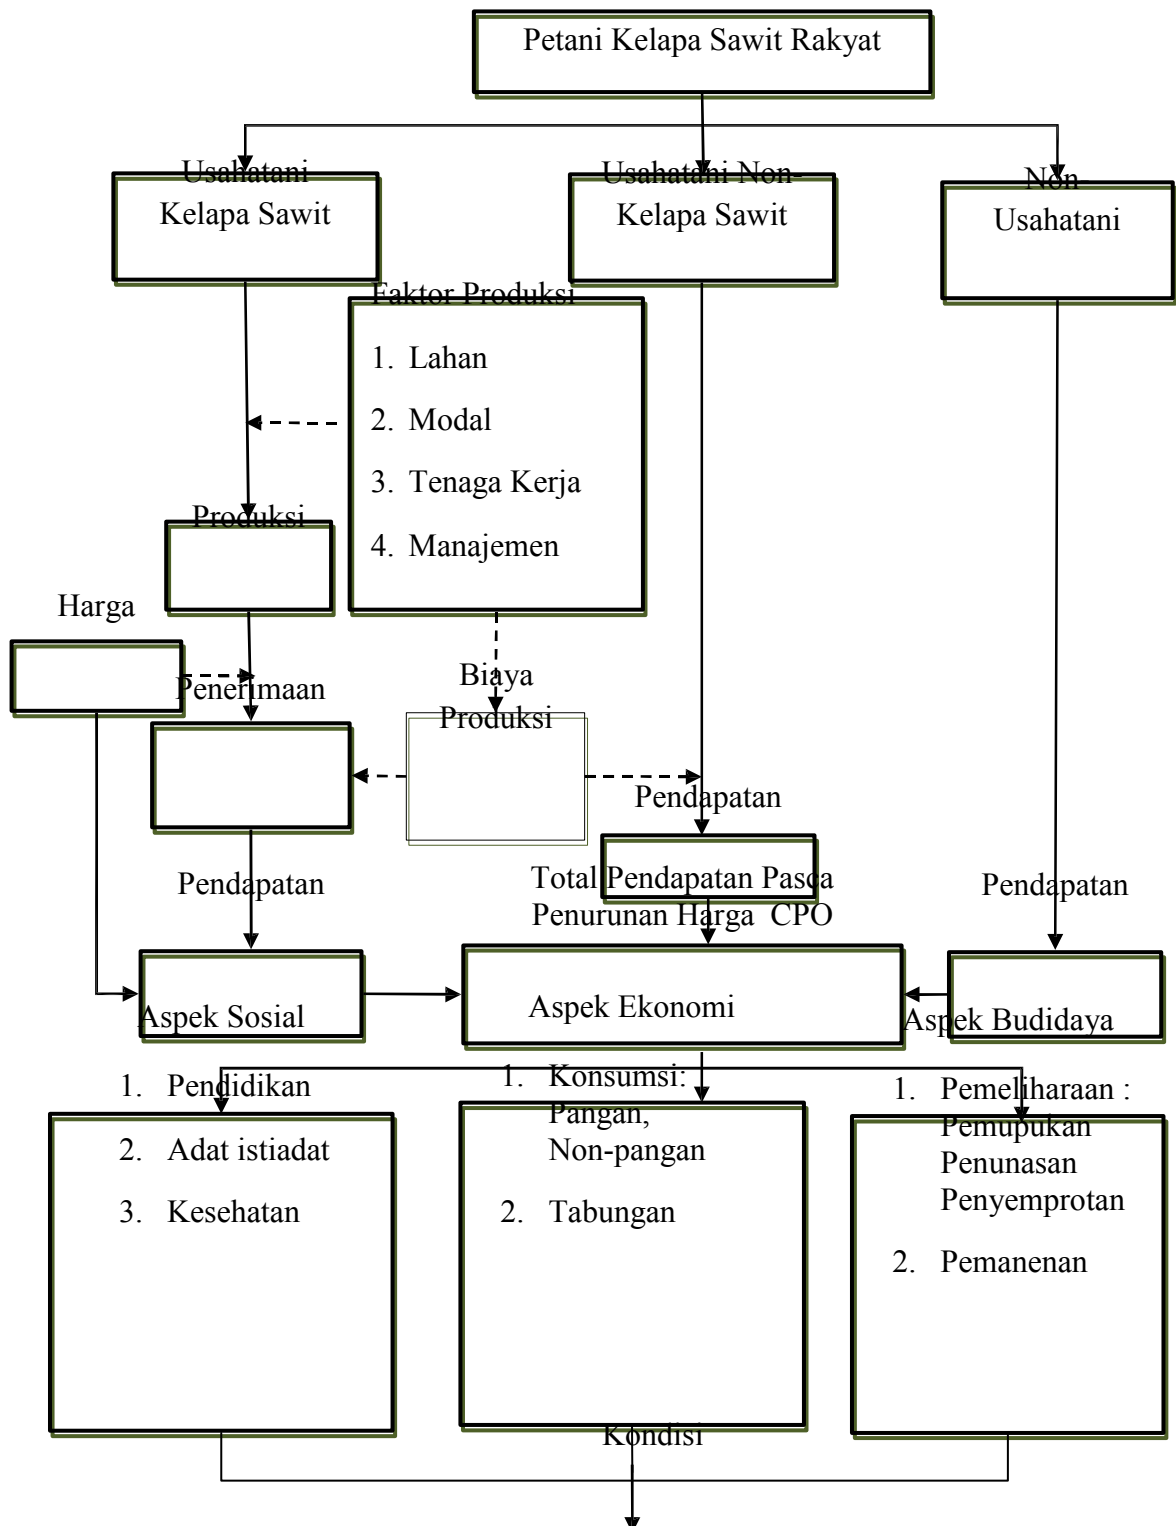 Petani Kelapa Sawit Rakyat
Usahatani
Kelapa Sawit
Usahatani Non-
Kelapa Sawit
Non-
Usahatani
Faktor Produksi
1. Lahan
2. Modal
3. Tenaga Kerja
4. Manajemen
Produksi
Harga
Penerimaan
Biaya
Produksi
Pendapatan
Pendapatan
Total Pendapatan Pasca
Penurunan Harga CPO
Pendapatan
Aspek Sosial
1. Pendidikan
2. Adat istiadat
3. Kesehatan
Aspek Ekonomi
1. Konsumsi:
Pangan,
Non-pangan
2. Tabungan
Aspek Budidaya
1. Pemeliharaan :
Pemupukan
Penunasan
Penyemprotan
2. Pemanenan
Kondisi